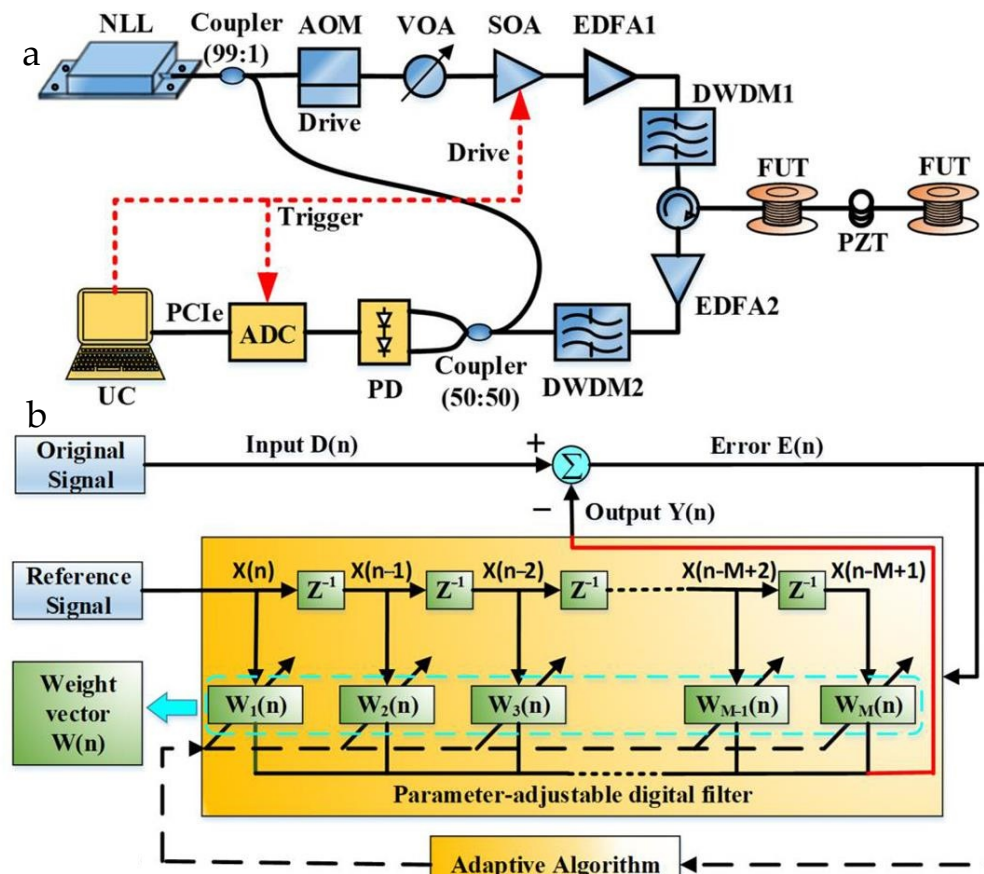 a
NLL
Coupler
(99:1)
AOM
VOA
SOA
EDFA1
Drive
DWDM1
Drive
FUT
FUT
Trigger
PZT
PCIe
ADC
EDFA2
UC
PD
Coupler
(50:50)
DWDM2
b
Original
Signal
Input D(n)
+
Σ
Error E(n)
−
Output Y(n)
Reference
Signal
X(n)
Z⁻¹
X(n−1)
Z⁻¹
X(n−2)
Z⁻¹
X(n-M+2)
Z⁻¹
X(n-M+1)
Weight
vector
W(n)
W₁(n)
W₂(n)
W₃(n)
W_M-1(n)
W_M(n)
Parameter-adjustable digital filter
Adaptive Algorithm